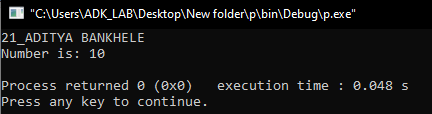 "C:\Users\ADK_LAB\Desktop\New folder\p\bin\Debug\p.exe"
21_ADITYA BANKHELE
Number is: 10
Process returned 0 (0x0)   execution time : 0.048 s
Press any key to continue.